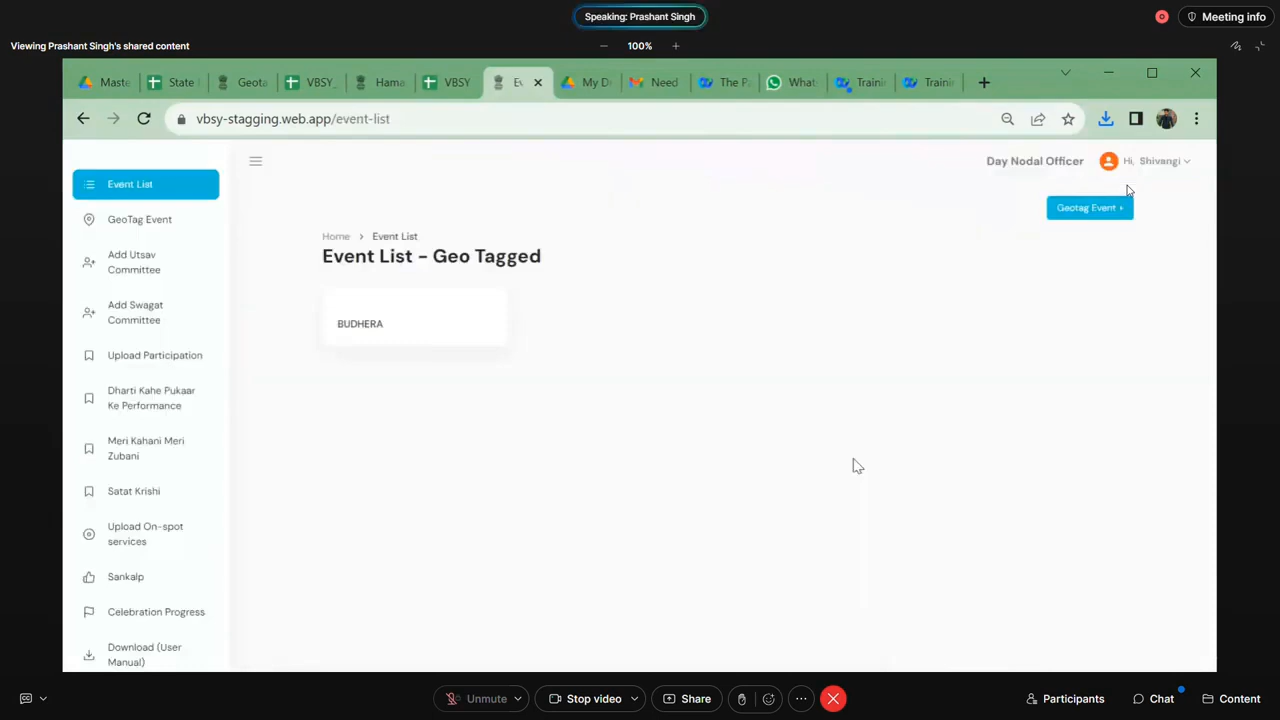 Speaking: Prashant Singh
Meeting info
Viewing Prashant Singh's shared content
100%
Maste
State
Geota
VBSY_
Hama
VBSY
My D
Need
The Pa
What
Trainin
Trainin
vbsy-stagging.web.app/event-list
Event List
Day Nodal Officer
Hi, Shivangi
Geotag Event
GeoTag Event
Home > Event List
Event List - Geo Tagged
BUDHERA
Add Utsav
Committee
Add Swagat
Committee
Upload Participation
Dharti Kahe Pukaar
Ke Performance
Meri Kahani Meri
Zubani
Satat Krishi
Upload On-spot
services
Sankalp
Celebration Progress
Download (User
Manual)
Unmute
Stop video
Share
Participants
Chat
Content